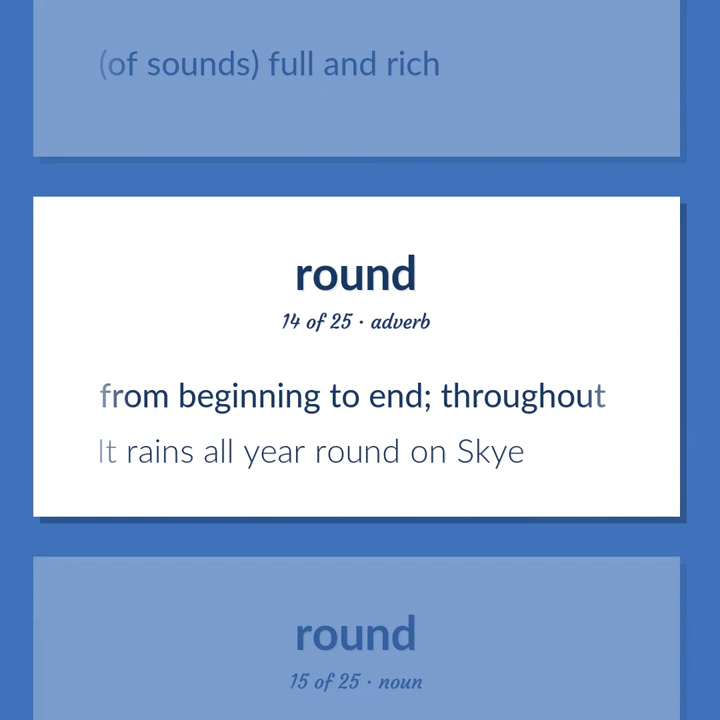 (of sounds) full and rich
round
14 of 25 · adverb
from beginning to end; throughout
It rains all year round on Skye
round
15 of 25 · noun